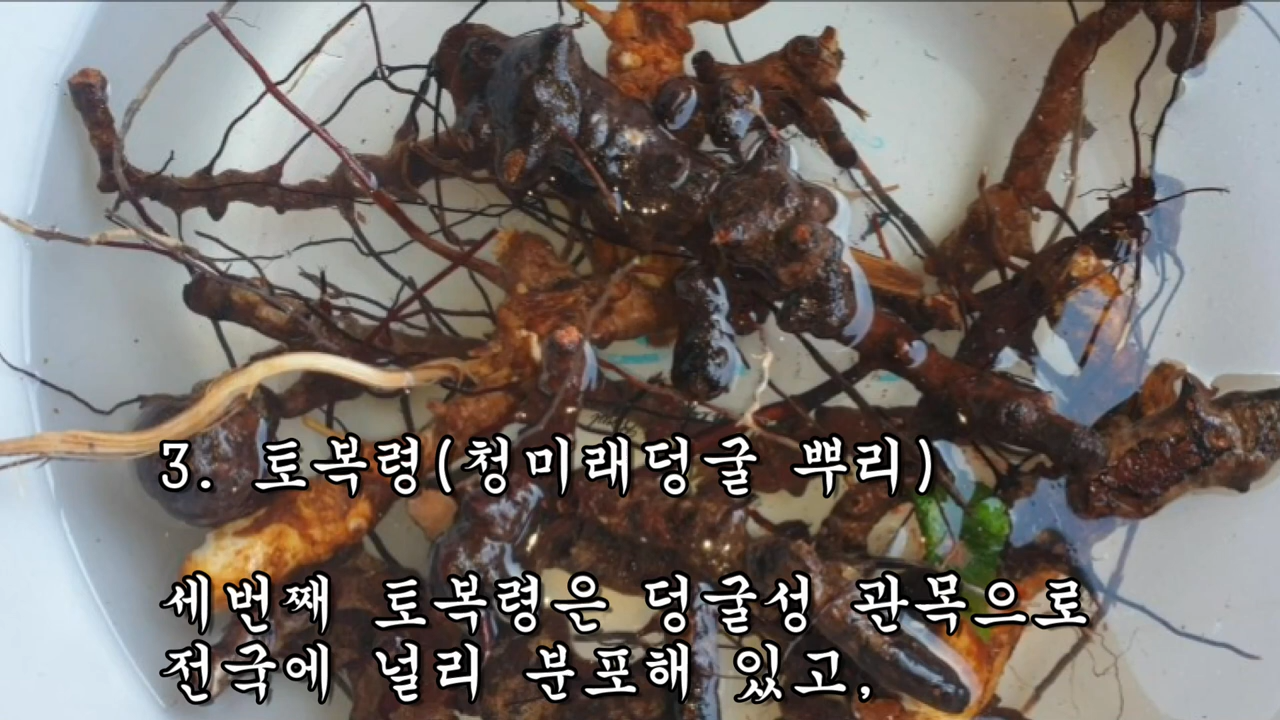 3. 토복령(청미래덩굴 뿌리)
세번째 토복령은 덩굴성 관목으로
전국에 널리 분포해 있고,